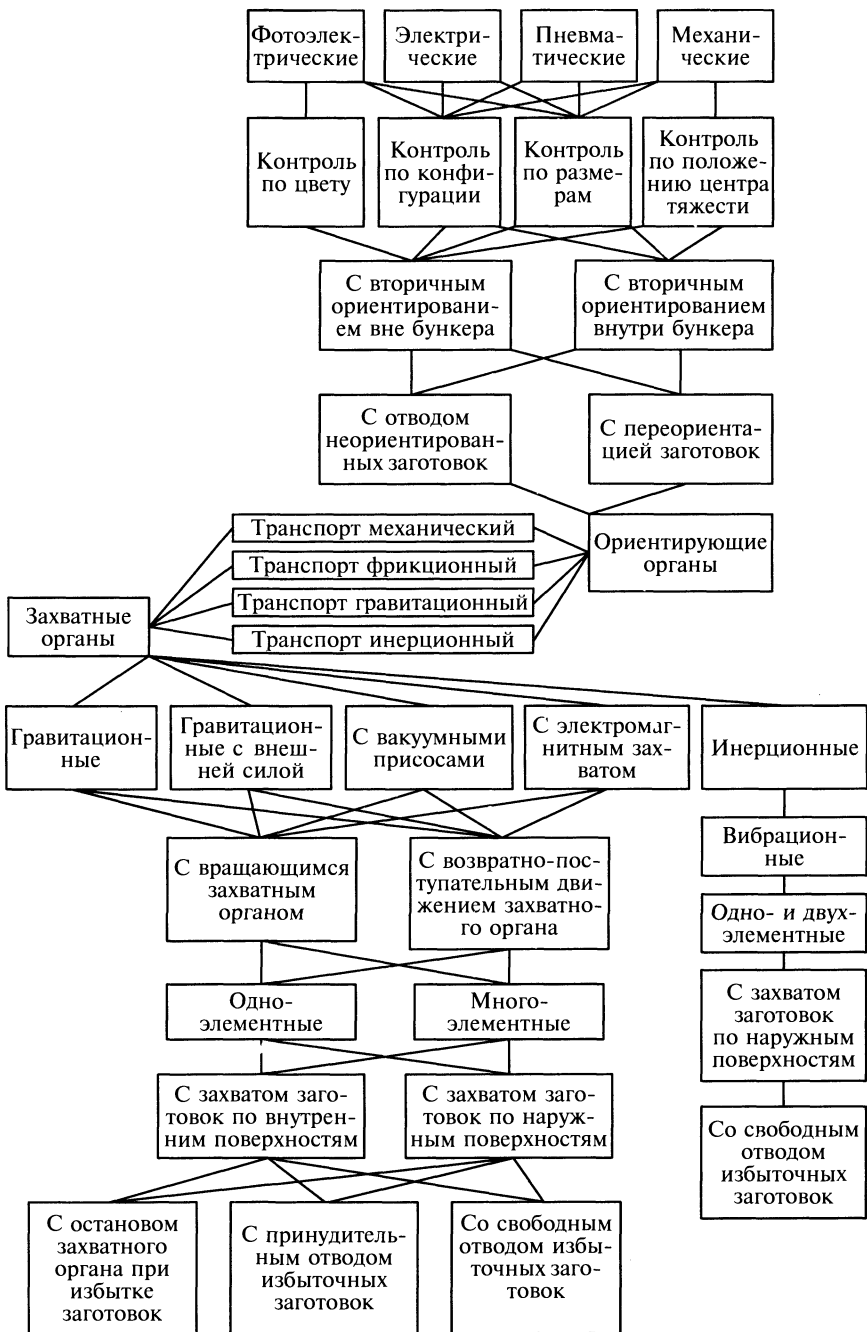 Фотоэлек-
трические
Электри-
ческие
Пневма-
тические
Механи-
ческие
Контроль
по цвету
Контроль
по конфи-
гурации
Контроль
по разме-
рам
Контроль
по положе-
нию центра
тяжести
С вторичным
ориентировани-
ем вне бункера
С вторичным
ориентированием
внутри бункера
С отводом
неориентирован-
ных заготовок
С переориента-
цией заготовок
Транспорт механический
Транспорт фрикционный
Транспорт гравитационный
Транспорт инерционный
Ориентирующие
органы
Захватные
органы
Гравитацион-
ные
Гравитацион-
ные с внеш-
ней силой
С вакуумными
присосами
С электромаг-
нитным зах-
ватом
Инерционные
С вращающимся
захватным
органом
С возвратно-пос-
тупательным дви-
жением захватно-
го органа
Вибрацион-
ные
Одно- и двух-
элементные
Одно-
элементные
Много-
элементные
С захватом
заготовок
по наружным
поверхностям
С захватом заго-
товок по внутрен-
ним поверхностям
С захватом заго-
товок по наруж-
ным поверхностям
Со свободным
отводом
избыточных
заготовок
С остановом
захватного
органа при
избытке
заготовок
С принудитель-
ным отводом
избыточных
заготовок
Со свободным
отводом избы-
точных заго-
товок